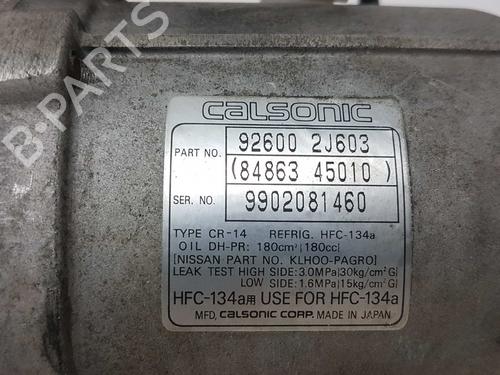 CALSONIC
PART NO. 92600 2J603
(84863 45010 )
SER. NO. 9902081460
TYPE CR-14 REFRIG. HFC-134a
OIL DH-PR: 180cm³ (180cc)
[NISSAN PART NO. KLHOO-PAGRO]
LEAK TEST HIGH SIDE: 3.0MPa(30kg/cm²G)
LOW SIDE: 1.6MPa(15kg/cm²G)
HFC-134a用 USE FOR HFC-134a
MFD. CALSONIC CORP. MADE IN JAPAN
B-PARTS